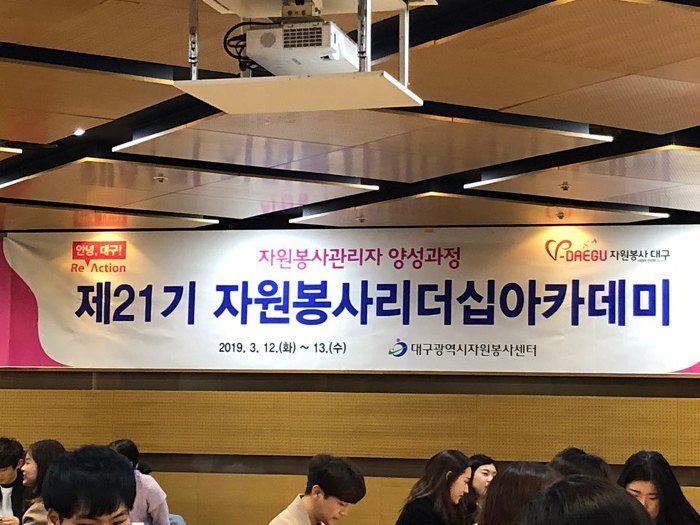 안녕, 대구!
Re Action
자원봉사관리자 양성과정
V-DAEGU 자원봉사 대구
제21기 자원봉사리더십아카데미
2019. 3. 12.(화) ~ 13.(수)
대구광역시자원봉사센터